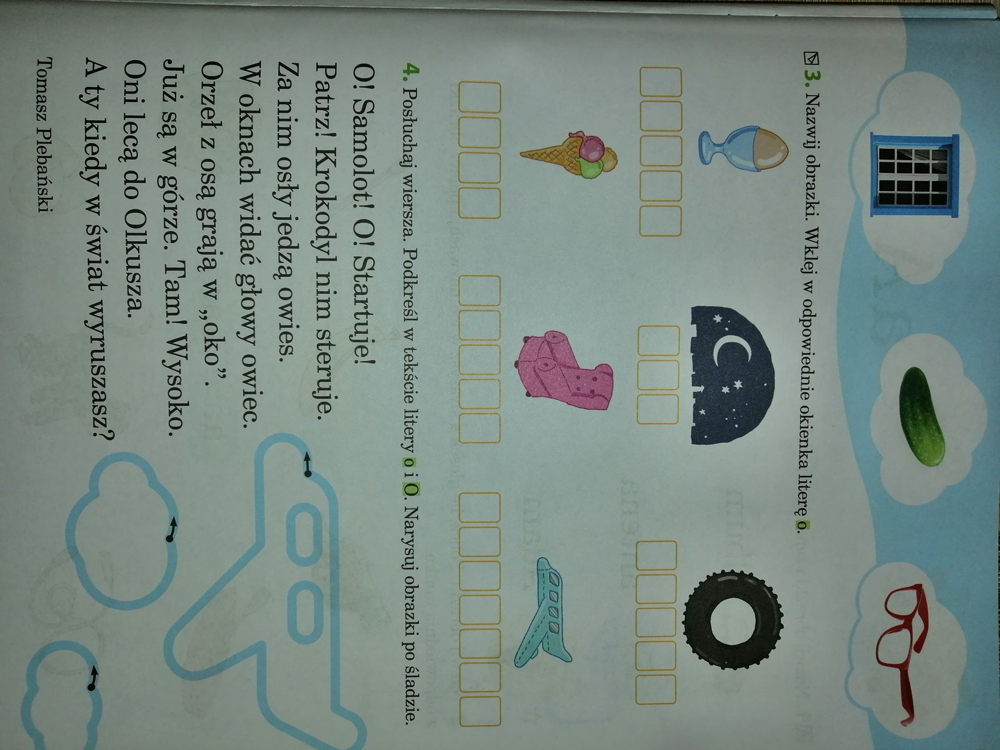 3. Nazwij obrazki. Wklej w odpowiednie okienka literę o.
4. Posłuchaj wiersza. Podkreśl w tekście litery o i O. Narysuj obrazki po śladzie.
O! Samolot! O! Startuje!
Patrz! Krokodyl nim steruje.
Za nim osły jedzą owies.
W oknach widać głowy owiec.
Orzeł z osą grają w „oko”.
Już są w górze. Tam! Wysoko.
Oni lecą do Olkusza.
A ty kiedy w świat wyruszasz?
Tomasz Plebański